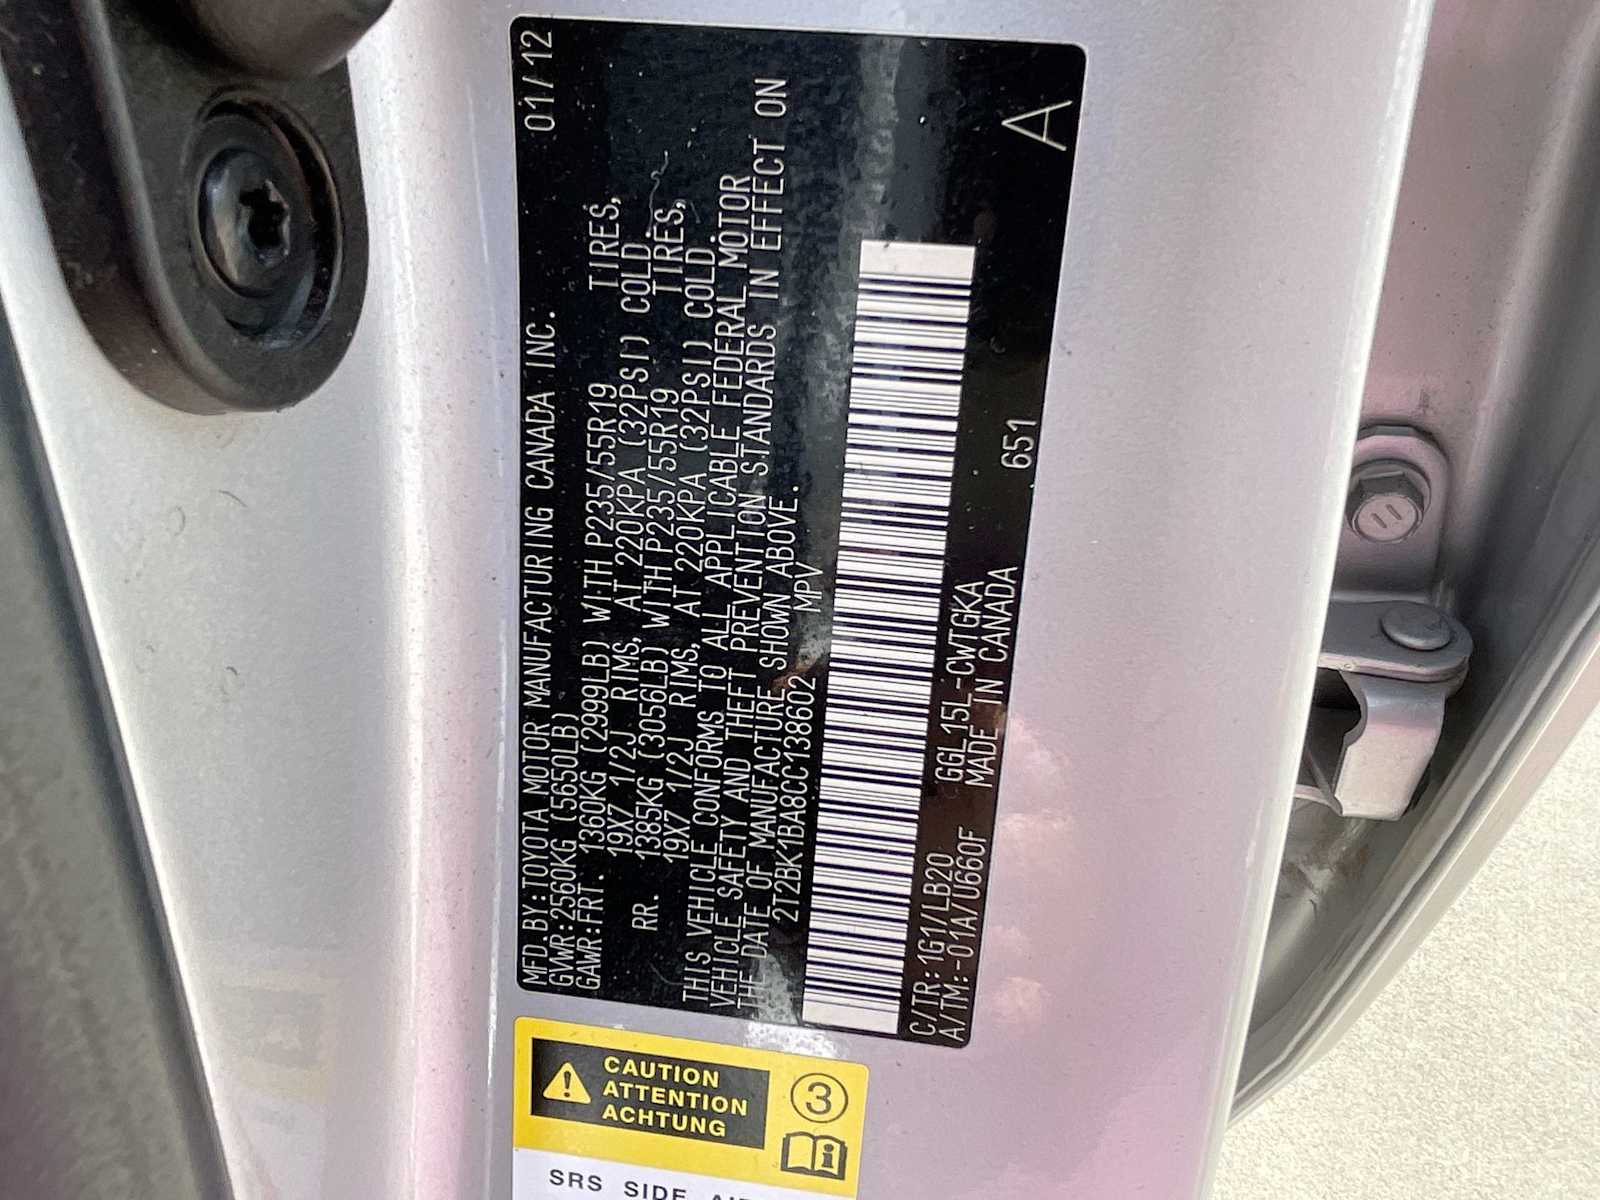 MFD.BY:TOYOTA MOTOR MANUFACTURING CANADA INC. 01/12
GVWR:2560KG (5650LB)
GAWR:FRT. 1360KG (2999LB) WITH P235/55R19 TIRES,
19X7 1/2J RIMS, AT 220KPA (32PSI) COLD
RR. 1385KG (3056LB) WITH P235/55R19 TIRES,
19X7 1/2J RIMS, AT 220KPA (32PSI) COLD.
THIS VEHICLE CONFORMS TO ALL APPLICABLE FEDERAL MOTOR
VEHICLE SAFETY AND THEFT PREVENTION STANDARDS IN EFFECT ON
THE DATE OF MANUFACTURE SHOWN ABOVE.
2T2BK1BA8CC138602 MPV
C/TR:1G1/LB20 GGL15L-CWTGKA 651 A
A/TM:-01A/U660F MADE IN CANADA
CAUTION
ATTENTION
ACHTUNG
3
SRS SIDE